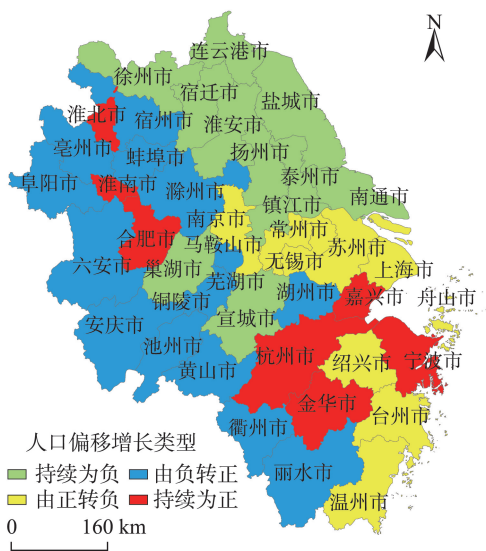 N
连云港市
徐州市
宿迁市
盐城市
淮北市
宿州市
淮安市
亳州市
蚌埠市
扬州市
阜阳市
淮南市
滁州市
泰州市
南通市
镇江市
南京市
常州市
合肥市
马鞍山市
苏州市
无锡市
六安市
巢湖市
上海市
芜湖市
湖州市
嘉兴市
舟山市
铜陵市
宣城市
安庆市
池州市
杭州市
绍兴市
宁波市
黄山市
金华市
台州市
衢州市
丽水市
温州市
人口偏移增长类型
持续为负 由负转正
由正转负 持续为正
0 160 km